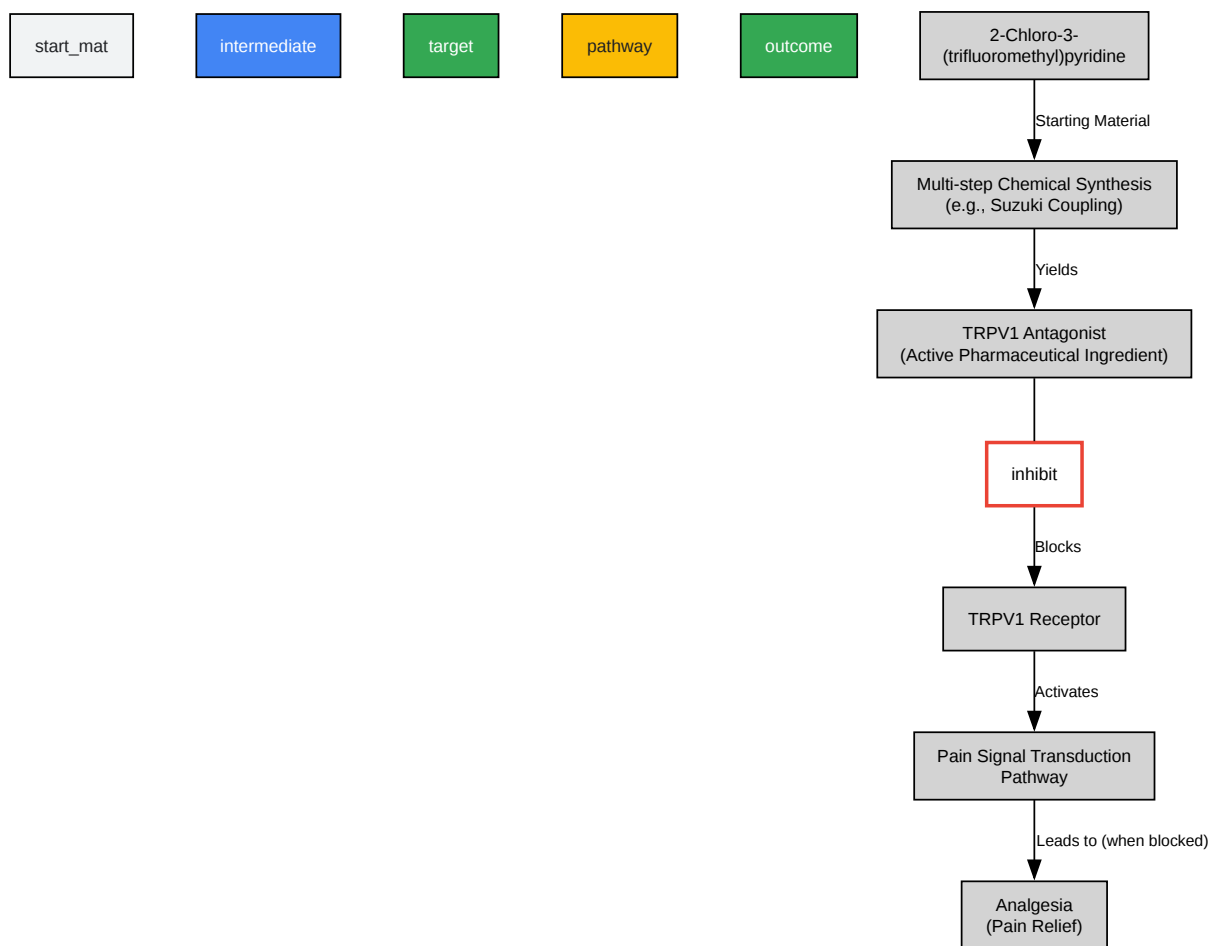 start_mat
intermediate
target
pathway
outcome
2-Chloro-3-
(trifluoromethyl)pyridine
Starting Material
Multi-step Chemical Synthesis
(e.g., Suzuki Coupling)
Yields
TRPV1 Antagonist
(Active Pharmaceutical Ingredient)
inhibit
Blocks
TRPV1 Receptor
Activates
Pain Signal Transduction
Pathway
Leads to (when blocked)
Analgesia
(Pain Relief)